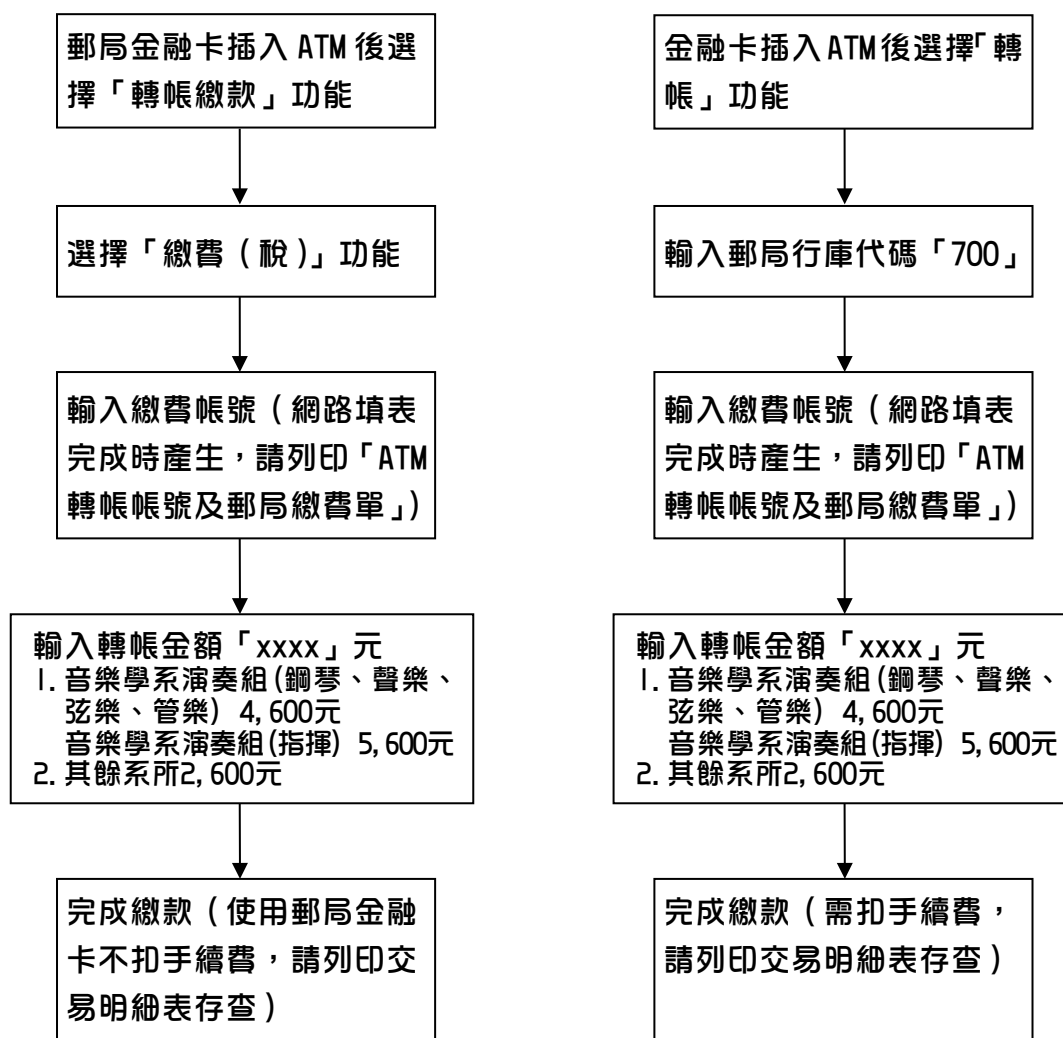 郵局金融卡插入 ATM 後選
擇「轉帳繳款」功能
選擇「繳費（稅）」功能
輸入繳費帳號（網路填表
完成時產生，請列印「ATM
轉帳帳號及郵局繳費單」）
輸入轉帳金額「xxxx」元
1. 音樂學系演奏組(鋼琴、聲樂、
弦樂、管樂) 4,600元
音樂學系演奏組(指揮) 5,600元
2. 其餘系所2,600元
完成繳款（使用郵局金融
卡不扣手續費，請列印交
易明細表存查）
金融卡插入ATM後選擇「轉
帳」功能
輸入郵局行庫代碼「700」
輸入繳費帳號（網路填表
完成時產生，請列印「ATM
轉帳帳號及郵局繳費單」）
輸入轉帳金額「xxxx」元
1. 音樂學系演奏組(鋼琴、聲樂、
弦樂、管樂) 4,600元
音樂學系演奏組(指揮) 5,600元
2. 其餘系所2,600元
完成繳款（需扣手續費，
請列印交易明細表存查）